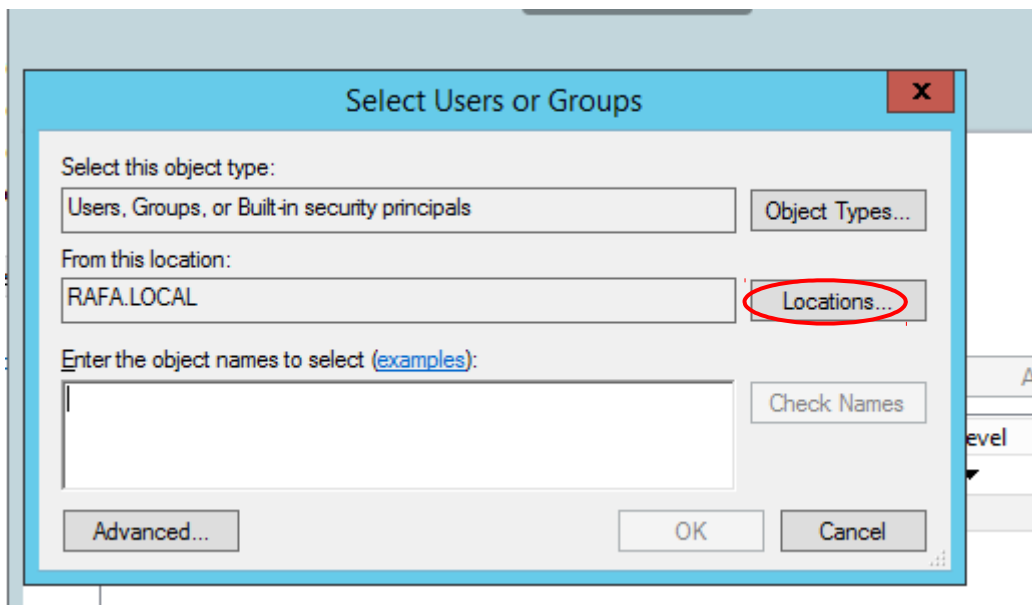 Select Users or Groups
x
Select this object type:
Users, Groups, or Built-in security principals
Object Types...
From this location:
RAFA.LOCAL
Locations...
Enter the object names to select (examples):
Check Names
Advanced...
OK
Cancel